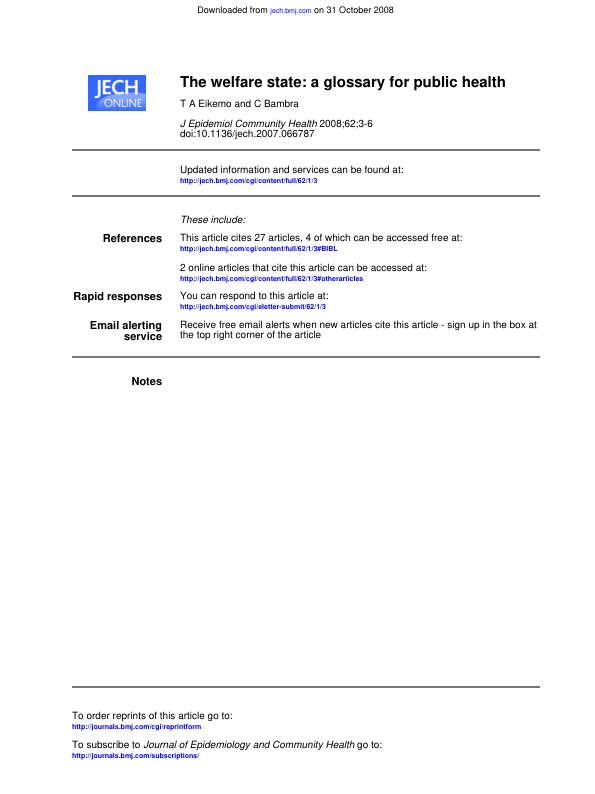 Downloaded from jech.bmj.com on 31 October 2008
JECH
ONLINE
The welfare state: a glossary for public health
T A Eikemo and C Bambra
J Epidemiol Community Health 2008;62;3-6
doi:10.1136/jech.2007.066787
Updated information and services can be found at:
http://jech.bmj.com/cgi/content/full/62/1/3
These include:
References
This article cites 27 articles, 4 of which can be accessed free at:
http://jech.bmj.com/cgi/content/full/62/1/3#BIBL
2 online articles that cite this article can be accessed at:
http://jech.bmj.com/cgi/content/full/62/1/3#otherarticles
Rapid responses
You can respond to this article at:
http://jech.bmj.com/cgi/eletter-submit/62/1/3
Email alerting
service
Receive free email alerts when new articles cite this article - sign up in the box at
the top right corner of the article
Notes
To order reprints of this article go to:
http://journals.bmj.com/cgi/reprintform
To subscribe to Journal of Epidemiology and Community Health go to:
http://journals.bmj.com/subscriptions/